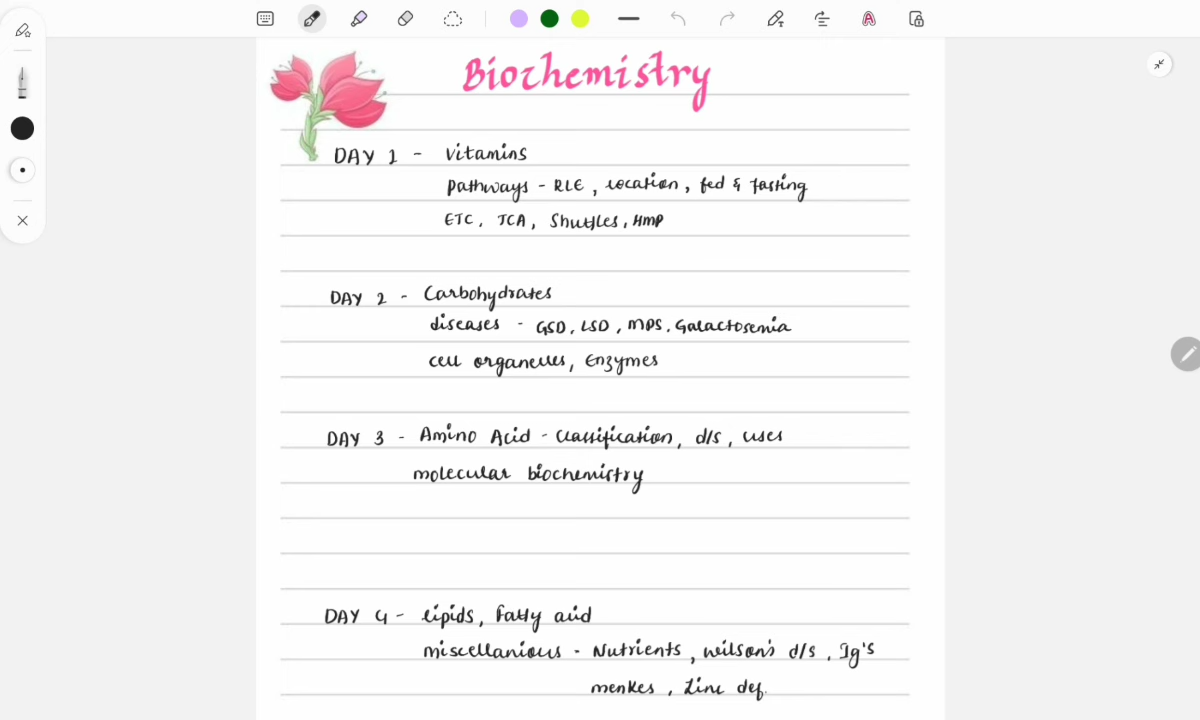 Biochemistry
DAY 1 - Vitamins
Pathways - RLE, location, fed & fasting
ETC, TCA, Shuttles, HMP
DAY 2 - Carbohydrates
diseases - GSD, LSD, MPS, Galactosemia
cell organelles, Enzymes
DAY 3 - Amino Acid - Classification, d/s, uses
molecular biochemistry
DAY 4 - lipids, fatty acid
miscellanious - Nutrients, wilson's d/s, Ig's
menkes, Zinc def.